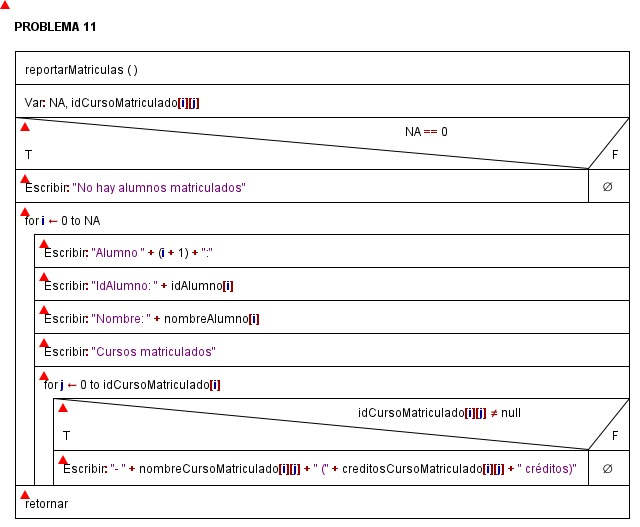 PROBLEMA 11
reportarMatriculas ( )
Var: NA, idCursoMatriculado[i][j]
NA == 0
T F
Escribir: "No hay alumnos matriculados" ∅
for i ← 0 to NA
Escribir: "Alumno " + (i + 1) + ":"
Escribir: "IdAlumno: " + idAlumno[i]
Escribir: "Nombre: " + nombreAlumno[i]
Escribir: "Cursos matriculados"
for j ← 0 to idCursoMatriculado[i]
idCursoMatriculado[i][j] ≠ null
T F
Escribir: "- " + nombreCursoMatriculado[i][j] + " (" + creditosCursoMatriculado[i][j] + " créditos)" ∅
retornar